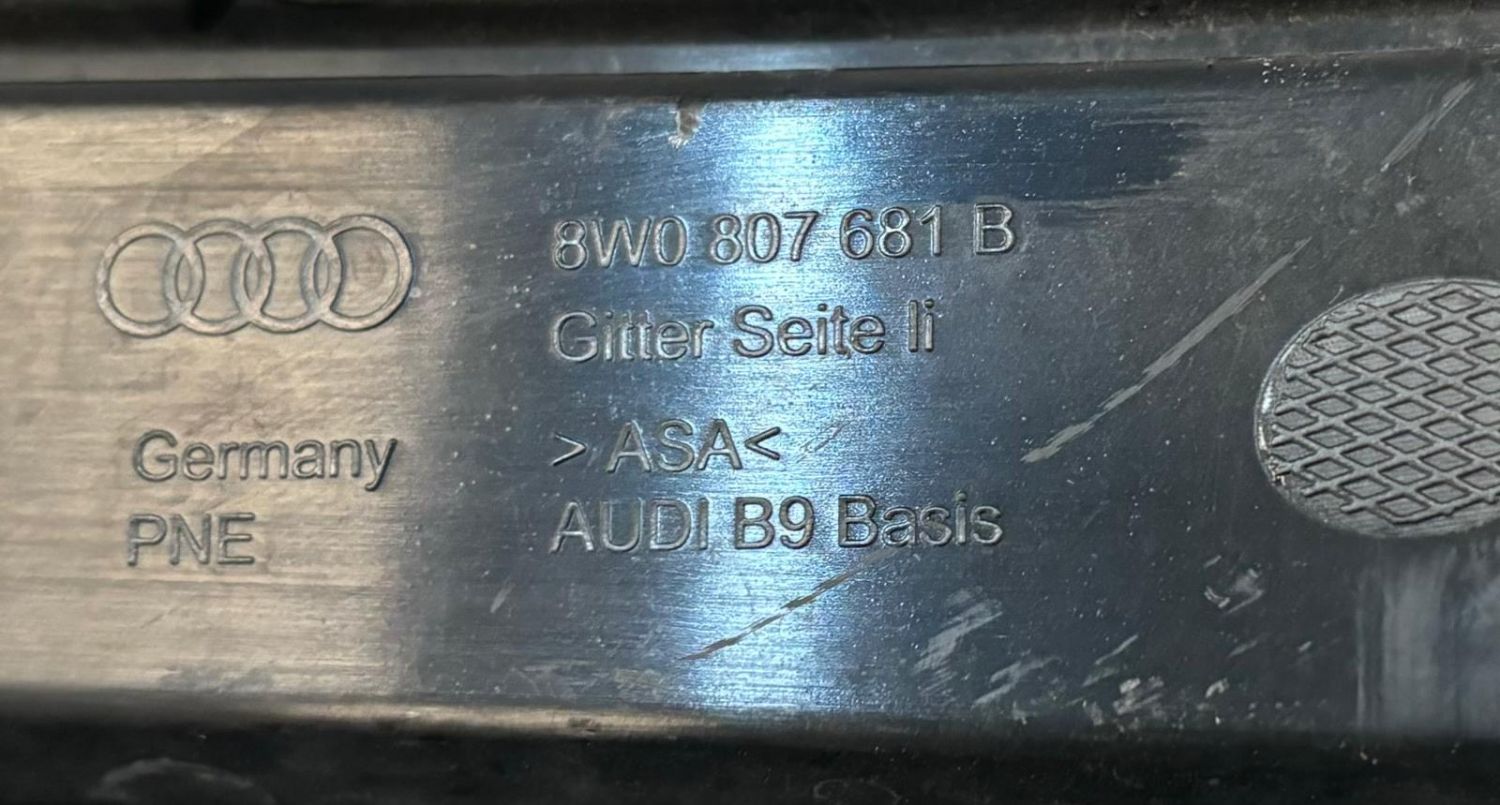 8W0 807 681 B
Gitter Seite li
> ASA<
AUDI B9 Basis
Germany
PNE